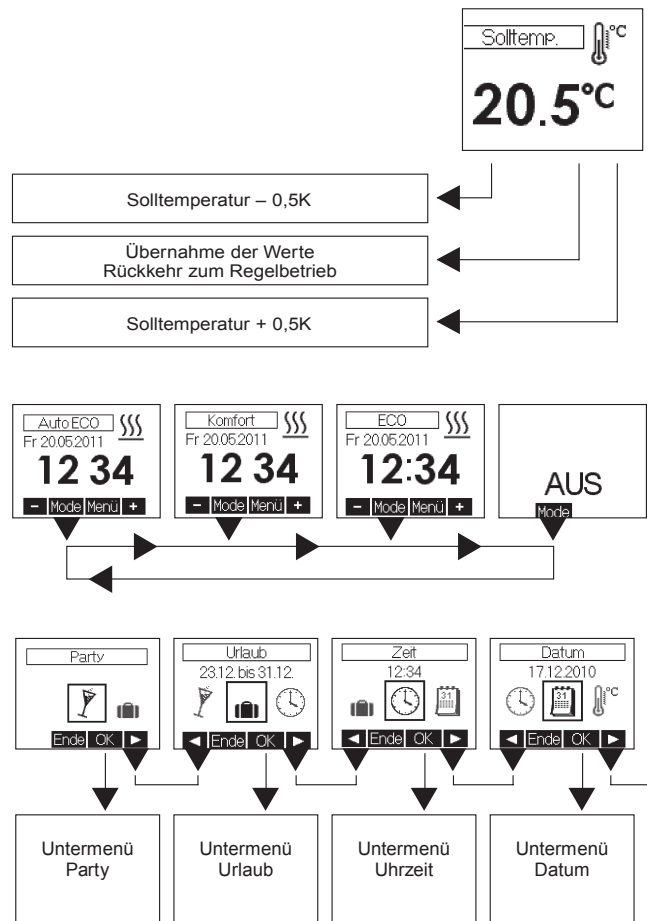 Solltemp. °C
20.5°C
Solltemperatur – 0,5K
Übernahme der Werte
Rückkehr zum Regelbetrieb
Solltemperatur + 0,5K
Auto ECO
Fr 20.05.2011
12 34
– Mode Menü +
Komfort
Fr 20.05.2011
12 34
– Mode Menü +
ECO
Fr 20.05.2011
12:34
– Mode Menü +
AUS
Mode
Party
Ende OK
Urlaub
23.12. bis 31.12.
Ende OK
Zeit
12:34
31
Ende OK
Datum
17.12.2010
31 °C
Ende OK
Untermenü
Party
Untermenü
Urlaub
Untermenü
Uhrzeit
Untermenü
Datum